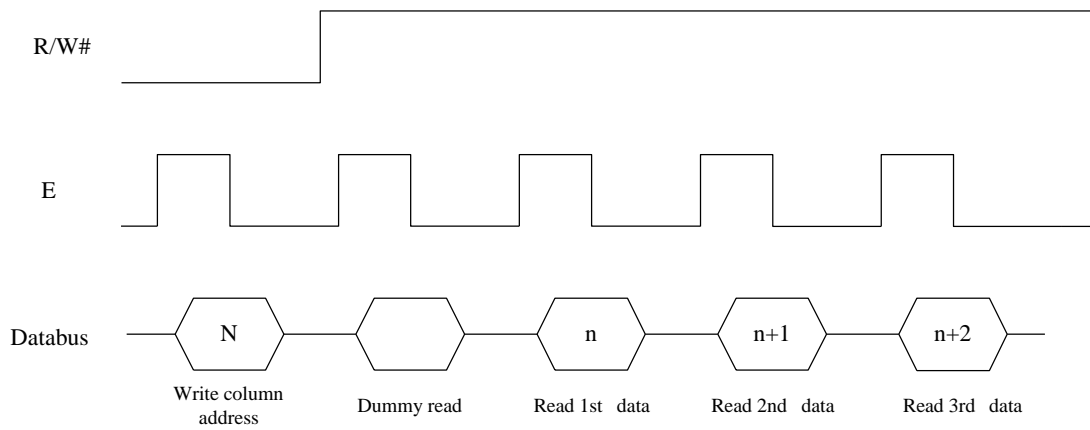 R/W#
E
Databus
N
n
n+1
n+2
Write column
address
Dummy read
Read 1st data
Read 2nd data
Read 3rd data